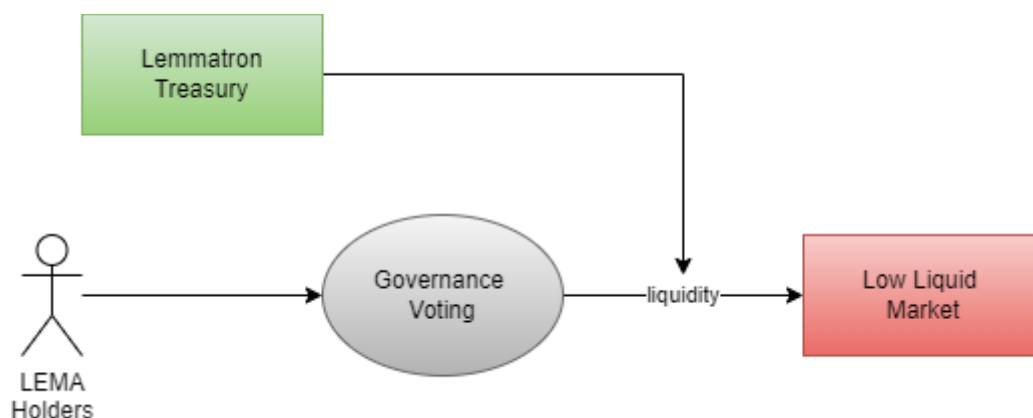 Lemmatron
Treasury
Governance
Voting
liquidity
Low Liquid
Market
LEMA
Holders